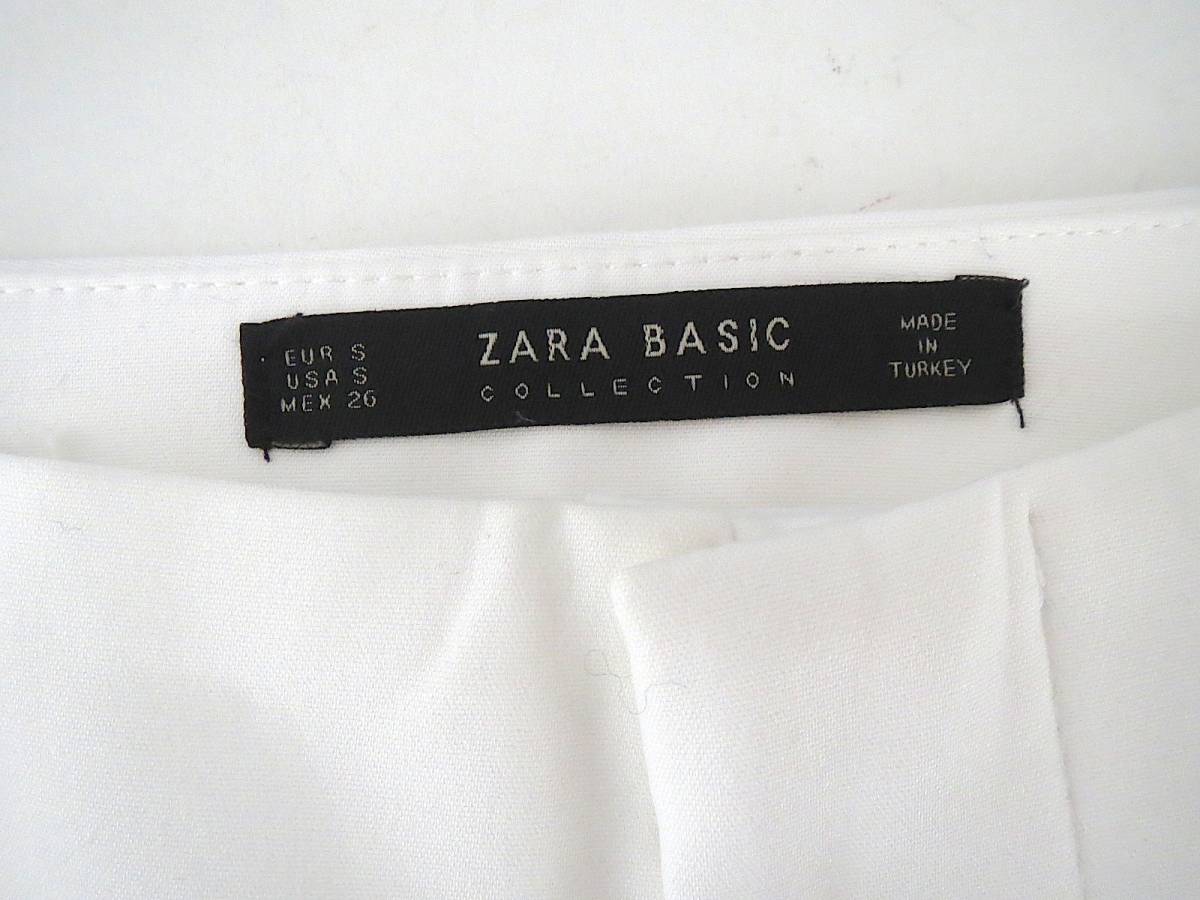 EUR S
USA S
MEX 26
ZARA BASIC
COLLECTION
MADE
IN
TURKEY